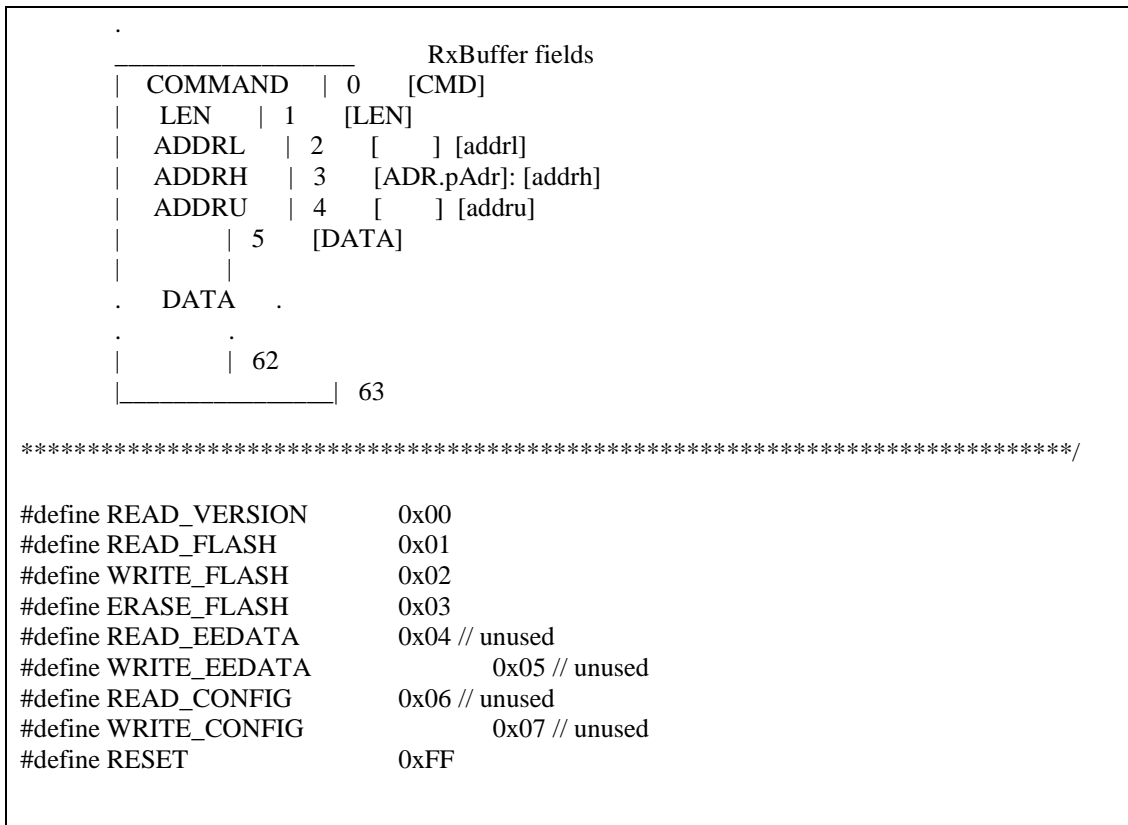 .
__________________ RxBuffer fields
| COMMAND | 0 [CMD]
| LEN | 1 [LEN]
| ADDRL | 2 [ ] [addrl]
| ADDRH | 3 [ADR.pAdr]: [addrh]
| ADDRU | 4 [ ] [addru]
| | 5 [DATA]
| |
. DATA .
. .
| | 62
|________________| 63
*******************************************************************************/
#define READ_VERSION 0x00
#define READ_FLASH 0x01
#define WRITE_FLASH 0x02
#define ERASE_FLASH 0x03
#define READ_EEDATA 0x04 // unused
#define WRITE_EEDATA 0x05 // unused
#define READ_CONFIG 0x06 // unused
#define WRITE_CONFIG 0x07 // unused
#define RESET 0xFF